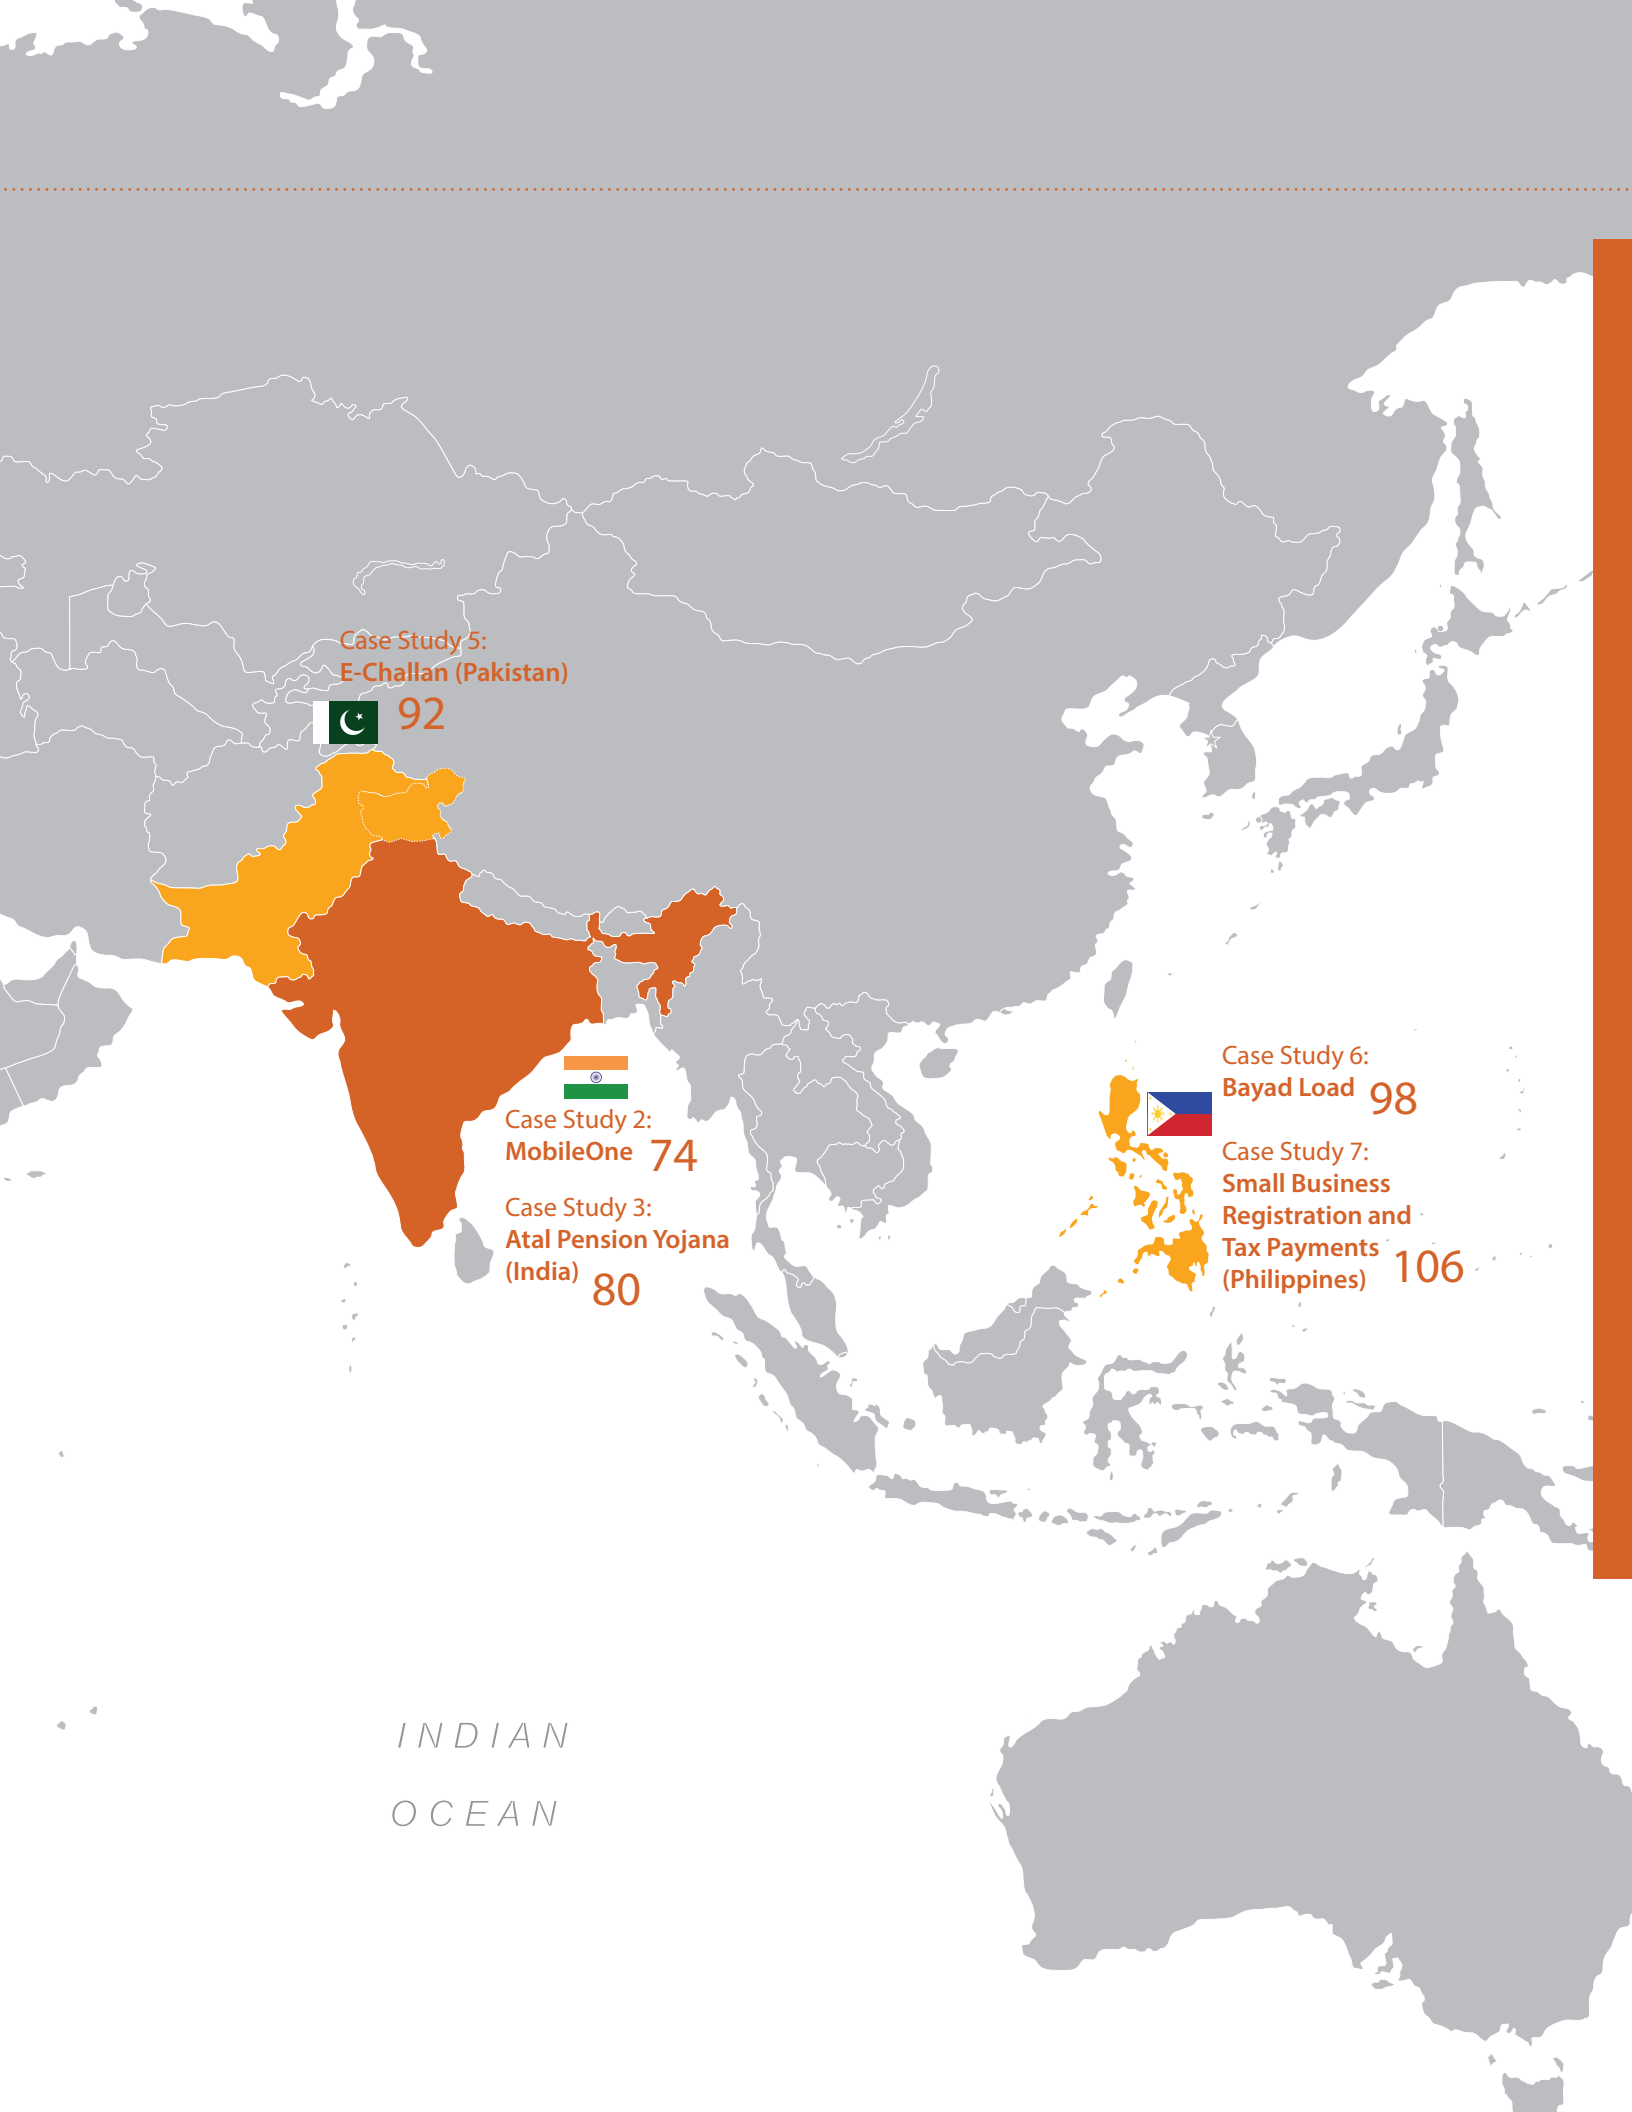 Case Study 5:
E-Challan (Pakistan)
92
Case Study 2:
MobileOne 74
Case Study 3:
Atal Pension Yojana
(India) 80
Case Study 6:
Bayad Load 98
Case Study 7:
Small Business
Registration and
Tax Payments
(Philippines) 106
INDIAN
OCEAN